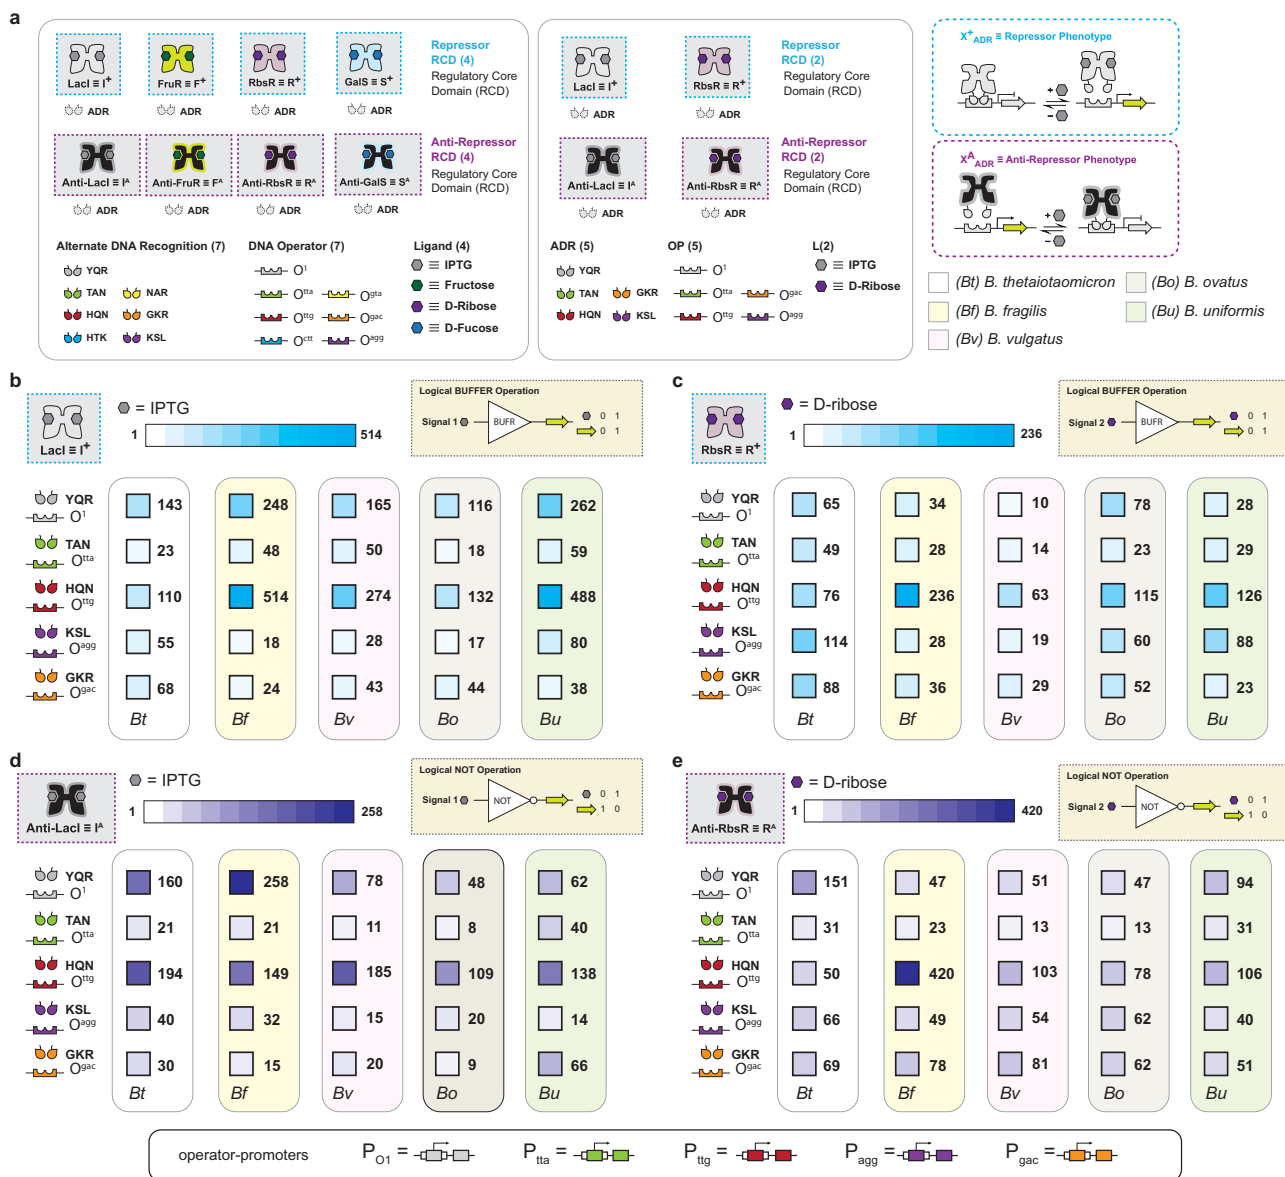 a
LacI ≡ I⁺
FruR ≡ F⁺
RbsR ≡ R⁺
GalS ≡ S⁺
Repressor
RCD (4)
Regulatory Core
Domain (RCD)
ADR
ADR
ADR
ADR
Anti-LacI ≡ Iᴬ
Anti-FruR ≡ Fᴬ
Anti-RbsR ≡ Rᴬ
Anti-GalS ≡ Sᴬ
Anti-Repressor
RCD (4)
Regulatory Core
Domain (RCD)
ADR
ADR
ADR
ADR
Alternate DNA Recognition (7)
YQR
TAN
NAR
HQN
GKR
HTK
KSL
DNA Operator (7)
O¹
Oᵗᵗᵃ
Oᵍᵗᵃ
Oᵗᵗᵍ
Oᵍᵃᶜ
Oᶜᵗᵗ
Oᵃᵍᵍ
Ligand (4)
≡ IPTG
≡ Fructose
≡ D-Ribose
≡ D-Fucose
LacI ≡ I⁺
RbsR ≡ R⁺
Repressor
RCD (2)
Regulatory Core
Domain (RCD)
ADR
ADR
Anti-LacI ≡ Iᴬ
Anti-RbsR ≡ Rᴬ
Anti-Repressor
RCD (2)
Regulatory Core
Domain (RCD)
ADR
ADR
ADR (5)
YQR
TAN
GKR
HQN
KSL
OP (5)
O¹
Oᵗᵗᵃ
Oᵍᵃᶜ
Oᵗᵗᵍ
Oᵃᵍᵍ
L(2)
≡ IPTG
≡ D-Ribose
X⁺ADR ≡ Repressor Phenotype
+
−
XᴬADR ≡ Anti-Repressor Phenotype
+
−
(Bt) B. thetaiotaomicron
(Bo) B. ovatus
(Bf) B. fragilis
(Bu) B. uniformis
(Bv) B. vulgatus
b
LacI ≡ I⁺
= IPTG
1
514
Logical BUFFER Operation
Signal 1
BUFR
0 1
0 1
YQR
O¹
143 248 165 116 262
TAN
Oᵗᵗᵃ
23 48 50 18 59
HQN
Oᵗᵗᵍ
110 514 274 132 488
KSL
Oᵃᵍᵍ
55 18 28 17 80
GKR
Oᵍᵃᶜ
68 24 43 44 38
Bt Bf Bv Bo Bu
c
RbsR ≡ R⁺
= D-ribose
1
236
Logical BUFFER Operation
Signal 2
BUFR
0 1
0 1
YQR
O¹
65 34 10 78 28
TAN
Oᵗᵗᵃ
49 28 14 23 29
HQN
Oᵗᵗᵍ
76 236 63 115 126
KSL
Oᵃᵍᵍ
114 28 19 60 88
GKR
Oᵍᵃᶜ
88 36 29 52 23
Bt Bf Bv Bo Bu
d
Anti-LacI ≡ Iᴬ
= IPTG
1
258
Logical NOT Operation
Signal 1
NOT
0 1
1 0
YQR
O¹
160 258 78 48 62
TAN
Oᵗᵗᵃ
21 21 11 8 40
HQN
Oᵗᵗᵍ
194 149 185 109 138
KSL
Oᵃᵍᵍ
40 32 15 20 14
GKR
Oᵍᵃᶜ
30 15 20 9 66
Bt Bf Bv Bo Bu
e
Anti-RbsR ≡ Rᴬ
= D-ribose
1
420
Logical NOT Operation
Signal 2
NOT
0 1
1 0
YQR
O¹
151 47 51 47 94
TAN
Oᵗᵗᵃ
31 23 13 13 31
HQN
Oᵗᵗᵍ
50 420 103 78 106
KSL
Oᵃᵍᵍ
66 49 54 62 40
GKR
Oᵍᵃᶜ
69 78 81 62 51
Bt Bf Bv Bo Bu
operator-promoters
P_O1 =
P_tta =
P_ttg =
P_agg =
P_gac =